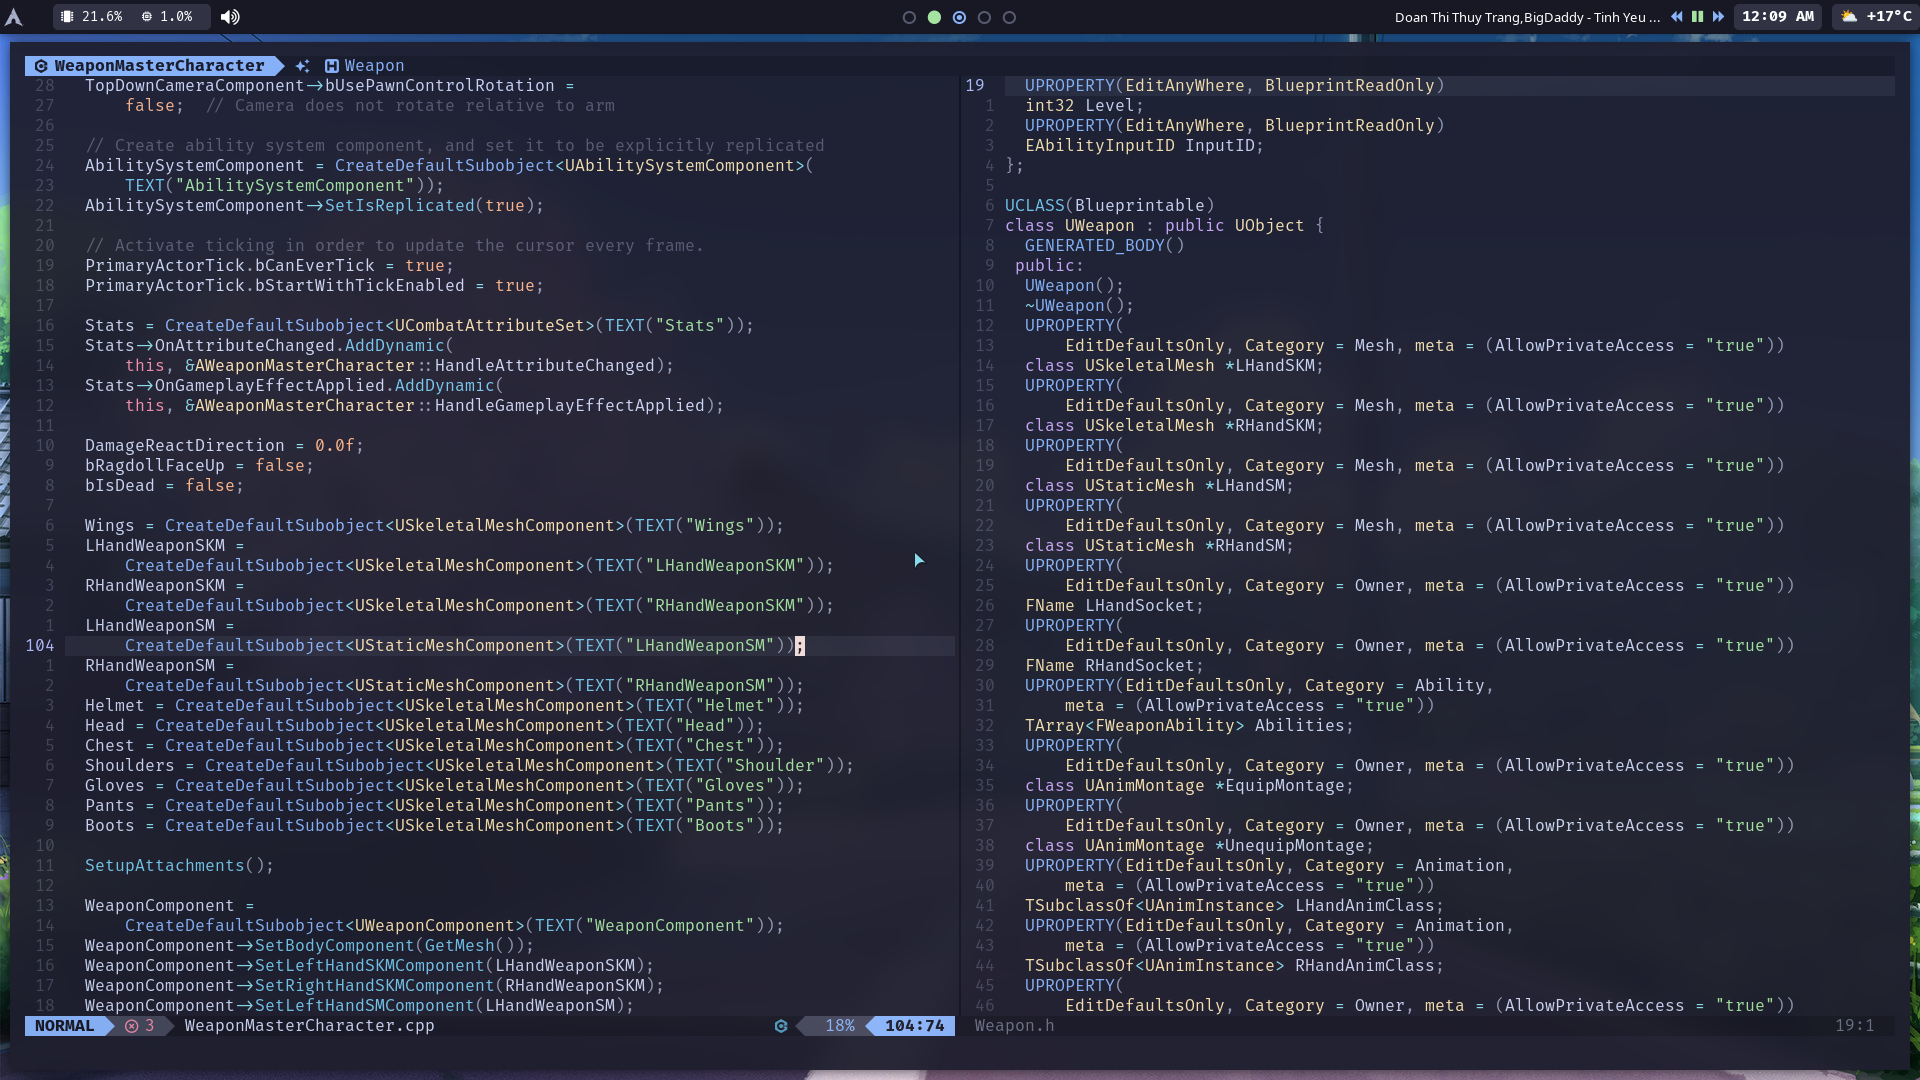 21.6% 1.0%
Doan Thi Thuy Trang,BigDaddy - Tinh Yeu ... 12:09 AM +17°C
WeaponMasterCharacter H Weapon
28 TopDownCameraComponent->bUsePawnControlRotation =
27 false; // Camera does not rotate relative to arm
26
25 // Create ability system component, and set it to be explicitly replicated
24 AbilitySystemComponent = CreateDefaultSubobject<UAbilitySystemComponent>(
23 TEXT("AbilitySystemComponent"));
22 AbilitySystemComponent->SetIsReplicated(true);
21
20 // Activate ticking in order to update the cursor every frame.
19 PrimaryActorTick.bCanEverTick = true;
18 PrimaryActorTick.bStartWithTickEnabled = true;
17
16 Stats = CreateDefaultSubobject<UCombatAttributeSet>(TEXT("Stats"));
15 Stats->OnAttributeChanged.AddDynamic(
14 this, &AWeaponMasterCharacter::HandleAttributeChanged);
13 Stats->OnGameplayEffectApplied.AddDynamic(
12 this, &AWeaponMasterCharacter::HandleGameplayEffectApplied);
11
10 DamageReactDirection = 0.0f;
9 bRagdollFaceUp = false;
8 bIsDead = false;
7
6 Wings = CreateDefaultSubobject<USkeletalMeshComponent>(TEXT("Wings"));
5 LHandWeaponSKM =
4 CreateDefaultSubobject<USkeletalMeshComponent>(TEXT("LHandWeaponSKM"));
3 RHandWeaponSKM =
2 CreateDefaultSubobject<USkeletalMeshComponent>(TEXT("RHandWeaponSKM"));
1 LHandWeaponSM =
104 CreateDefaultSubobject<UStaticMeshComponent>(TEXT("LHandWeaponSM"));
1 RHandWeaponSM =
2 CreateDefaultSubobject<UStaticMeshComponent>(TEXT("RHandWeaponSM"));
3 Helmet = CreateDefaultSubobject<USkeletalMeshComponent>(TEXT("Helmet"));
4 Head = CreateDefaultSubobject<USkeletalMeshComponent>(TEXT("Head"));
5 Chest = CreateDefaultSubobject<USkeletalMeshComponent>(TEXT("Chest"));
6 Shoulders = CreateDefaultSubobject<USkeletalMeshComponent>(TEXT("Shoulder"));
7 Gloves = CreateDefaultSubobject<USkeletalMeshComponent>(TEXT("Gloves"));
8 Pants = CreateDefaultSubobject<USkeletalMeshComponent>(TEXT("Pants"));
9 Boots = CreateDefaultSubobject<USkeletalMeshComponent>(TEXT("Boots"));
10
11 SetupAttachments();
12
13 WeaponComponent =
14 CreateDefaultSubobject<UWeaponComponent>(TEXT("WeaponComponent"));
15 WeaponComponent->SetBodyComponent(GetMesh());
16 WeaponComponent->SetLeftHandSKMComponent(LHandWeaponSKM);
17 WeaponComponent->SetRightHandSKMComponent(RHandWeaponSKM);
18 WeaponComponent->SetLeftHandSMComponent(LHandWeaponSM);
NORMAL 3 WeaponMasterCharacter.cpp 18% 104:74
19 UPROPERTY(EditAnyWhere, BlueprintReadOnly)
1 int32 Level;
2 UPROPERTY(EditAnyWhere, BlueprintReadOnly)
3 EAbilityInputID InputID;
4 };
5
6 UCLASS(Blueprintable)
7 class UWeapon : public UObject {
8 GENERATED_BODY()
9 public:
10 UWeapon();
11 ~UWeapon();
12 UPROPERTY(
13 EditDefaultsOnly, Category = Mesh, meta = (AllowPrivateAccess = "true"))
14 class USkeletalMesh *LHandSKM;
15 UPROPERTY(
16 EditDefaultsOnly, Category = Mesh, meta = (AllowPrivateAccess = "true"))
17 class USkeletalMesh *RHandSKM;
18 UPROPERTY(
19 EditDefaultsOnly, Category = Mesh, meta = (AllowPrivateAccess = "true"))
20 class UStaticMesh *LHandSM;
21 UPROPERTY(
22 EditDefaultsOnly, Category = Mesh, meta = (AllowPrivateAccess = "true"))
23 class UStaticMesh *RHandSM;
24 UPROPERTY(
25 EditDefaultsOnly, Category = Owner, meta = (AllowPrivateAccess = "true"))
26 FName LHandSocket;
27 UPROPERTY(
28 EditDefaultsOnly, Category = Owner, meta = (AllowPrivateAccess = "true"))
29 FName RHandSocket;
30 UPROPERTY(EditDefaultsOnly, Category = Ability,
31 meta = (AllowPrivateAccess = "true"))
32 TArray<FWeaponAbility> Abilities;
33 UPROPERTY(
34 EditDefaultsOnly, Category = Owner, meta = (AllowPrivateAccess = "true"))
35 class UAnimMontage *EquipMontage;
36 UPROPERTY(
37 EditDefaultsOnly, Category = Owner, meta = (AllowPrivateAccess = "true"))
38 class UAnimMontage *UnequipMontage;
39 UPROPERTY(EditDefaultsOnly, Category = Animation,
40 meta = (AllowPrivateAccess = "true"))
41 TSubclassOf<UAnimInstance> LHandAnimClass;
42 UPROPERTY(EditDefaultsOnly, Category = Animation,
43 meta = (AllowPrivateAccess = "true"))
44 TSubclassOf<UAnimInstance> RHandAnimClass;
45 UPROPERTY(
46 EditDefaultsOnly, Category = Owner, meta = (AllowPrivateAccess = "true"))
Weapon.h 19:1